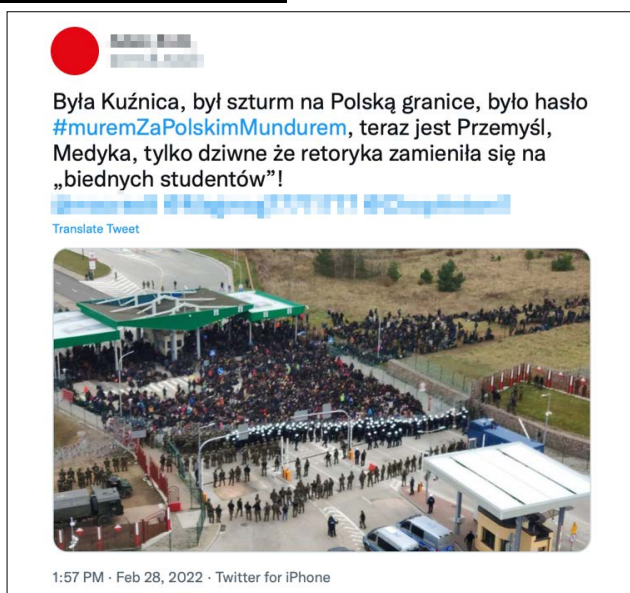 Była Kuźnica, był szturm na Polską granice, było hasło
#muremZaPolskimMundurem, teraz jest Przemyśl,
Medyka, tylko dziwne że retoryka zamieniła się na
„biednych studentów”!
Translate Tweet
1:57 PM · Feb 28, 2022 · Twitter for iPhone